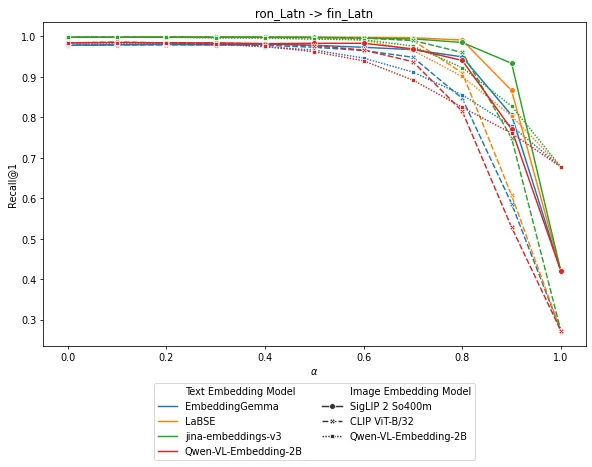 ron_Latn -> fin_Latn
Recall@1
1.0
0.9
0.8
0.7
0.6
0.5
0.4
0.3
0.0
0.2
0.4
0.6
0.8
1.0
α
Text Embedding Model
EmbeddingGemma
LaBSE
jina-embeddings-v3
Qwen-VL-Embedding-2B
Image Embedding Model
SigLIP 2 So400m
CLIP ViT-B/32
Qwen-VL-Embedding-2B